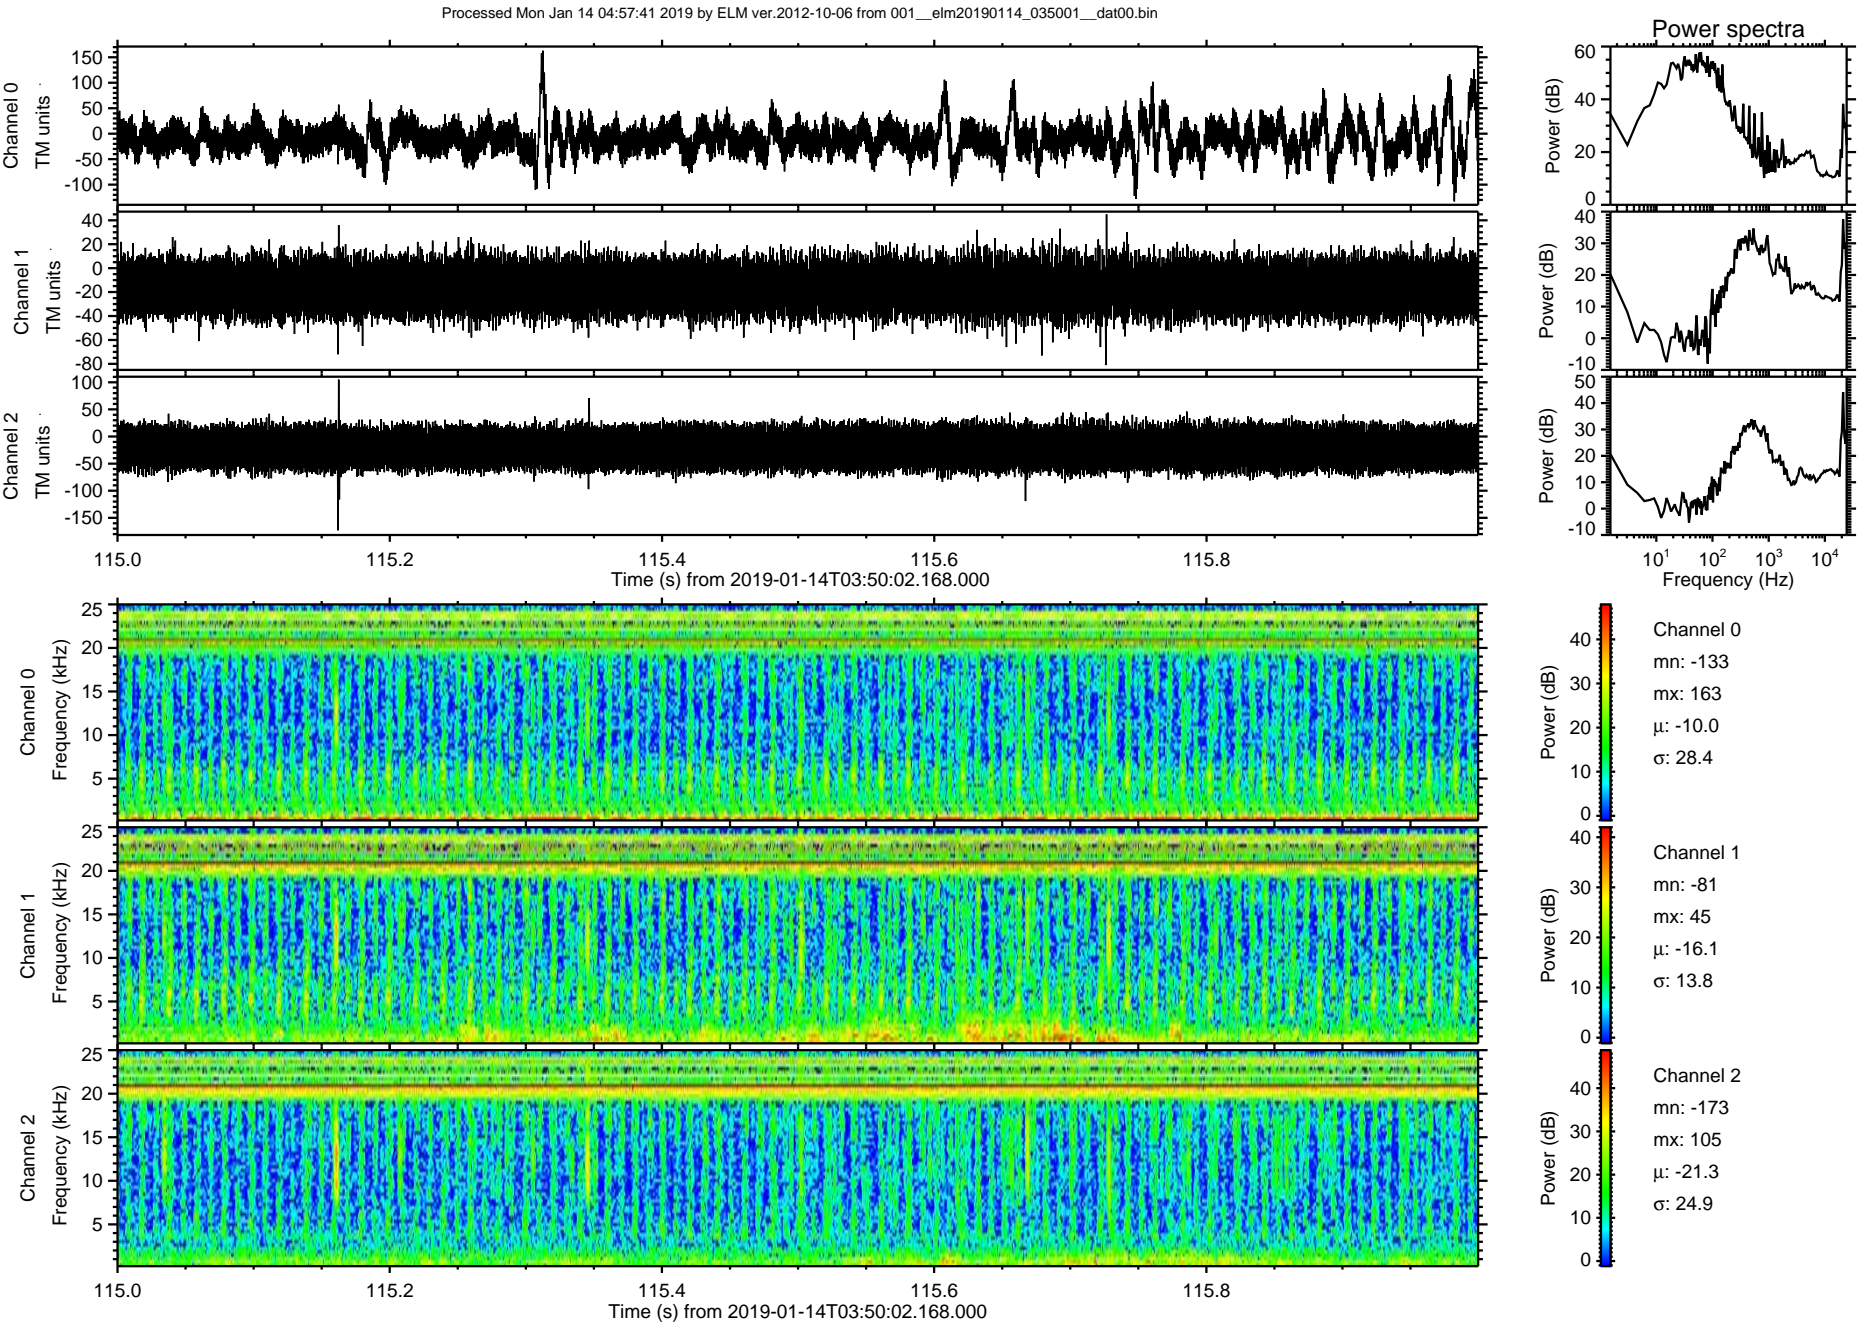 Processed Mon Jan 14 04:57:41 2019 by ELM ver.2012-10-06 from 001__elm20190114_035001__dat00.bin
Power spectra
Channel 0
TM units
150
100
50
0
-50
-100
Power (dB)
60
40
20
0
Channel 1
TM units
40
20
0
-20
-40
-60
-80
Power (dB)
40
30
20
10
0
-10
Channel 2
TM units
100
50
0
-50
-100
-150
Power (dB)
50
40
30
20
10
0
-10
115.0 115.2 115.4 115.6 115.8
Time (s) from 2019-01-14T03:50:02.168.000
10¹ 10² 10³ 10⁴
Frequency (Hz)
Channel 0
Frequency (kHz)
25
20
15
10
5
Power (dB)
40
30
20
10
0
Channel 0
mn: -133
mx: 163
μ: -10.0
σ: 28.4
Channel 1
Frequency (kHz)
25
20
15
10
5
Power (dB)
40
30
20
10
0
Channel 1
mn: -81
mx: 45
μ: -16.1
σ: 13.8
Channel 2
Frequency (kHz)
25
20
15
10
5
Power (dB)
40
30
20
10
0
Channel 2
mn: -173
mx: 105
μ: -21.3
σ: 24.9
115.0 115.2 115.4 115.6 115.8
Time (s) from 2019-01-14T03:50:02.168.000